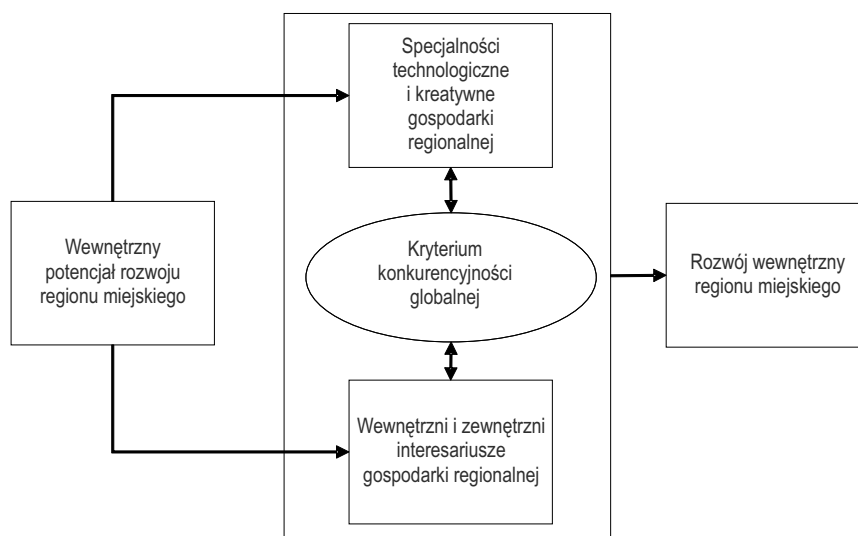 Specjalności
technologiczne
i kreatywne
gospodarki
regionalnej
Wewnętrzny
potencjał rozwoju
regionu miejskiego
Kryterium
konkurencyjności
globalnej
Rozwój wewnętrzny
regionu miejskiego
Wewnętrzni i zewnętrzni
interesariusze
gospodarki regionalnej